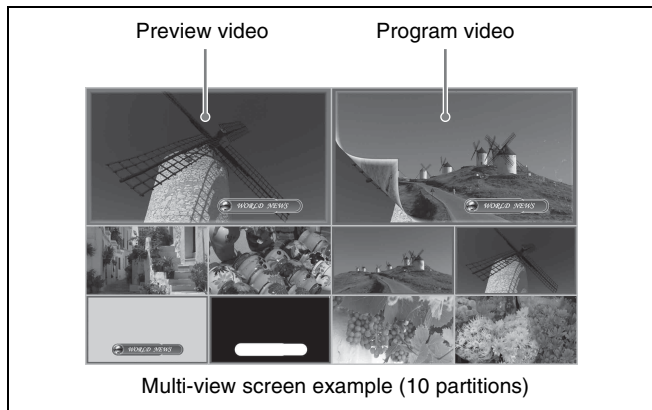 Preview video
Program video
WORLD NEWS
WORLD NEWS
WORLD NEWS
Multi-view screen example (10 partitions)